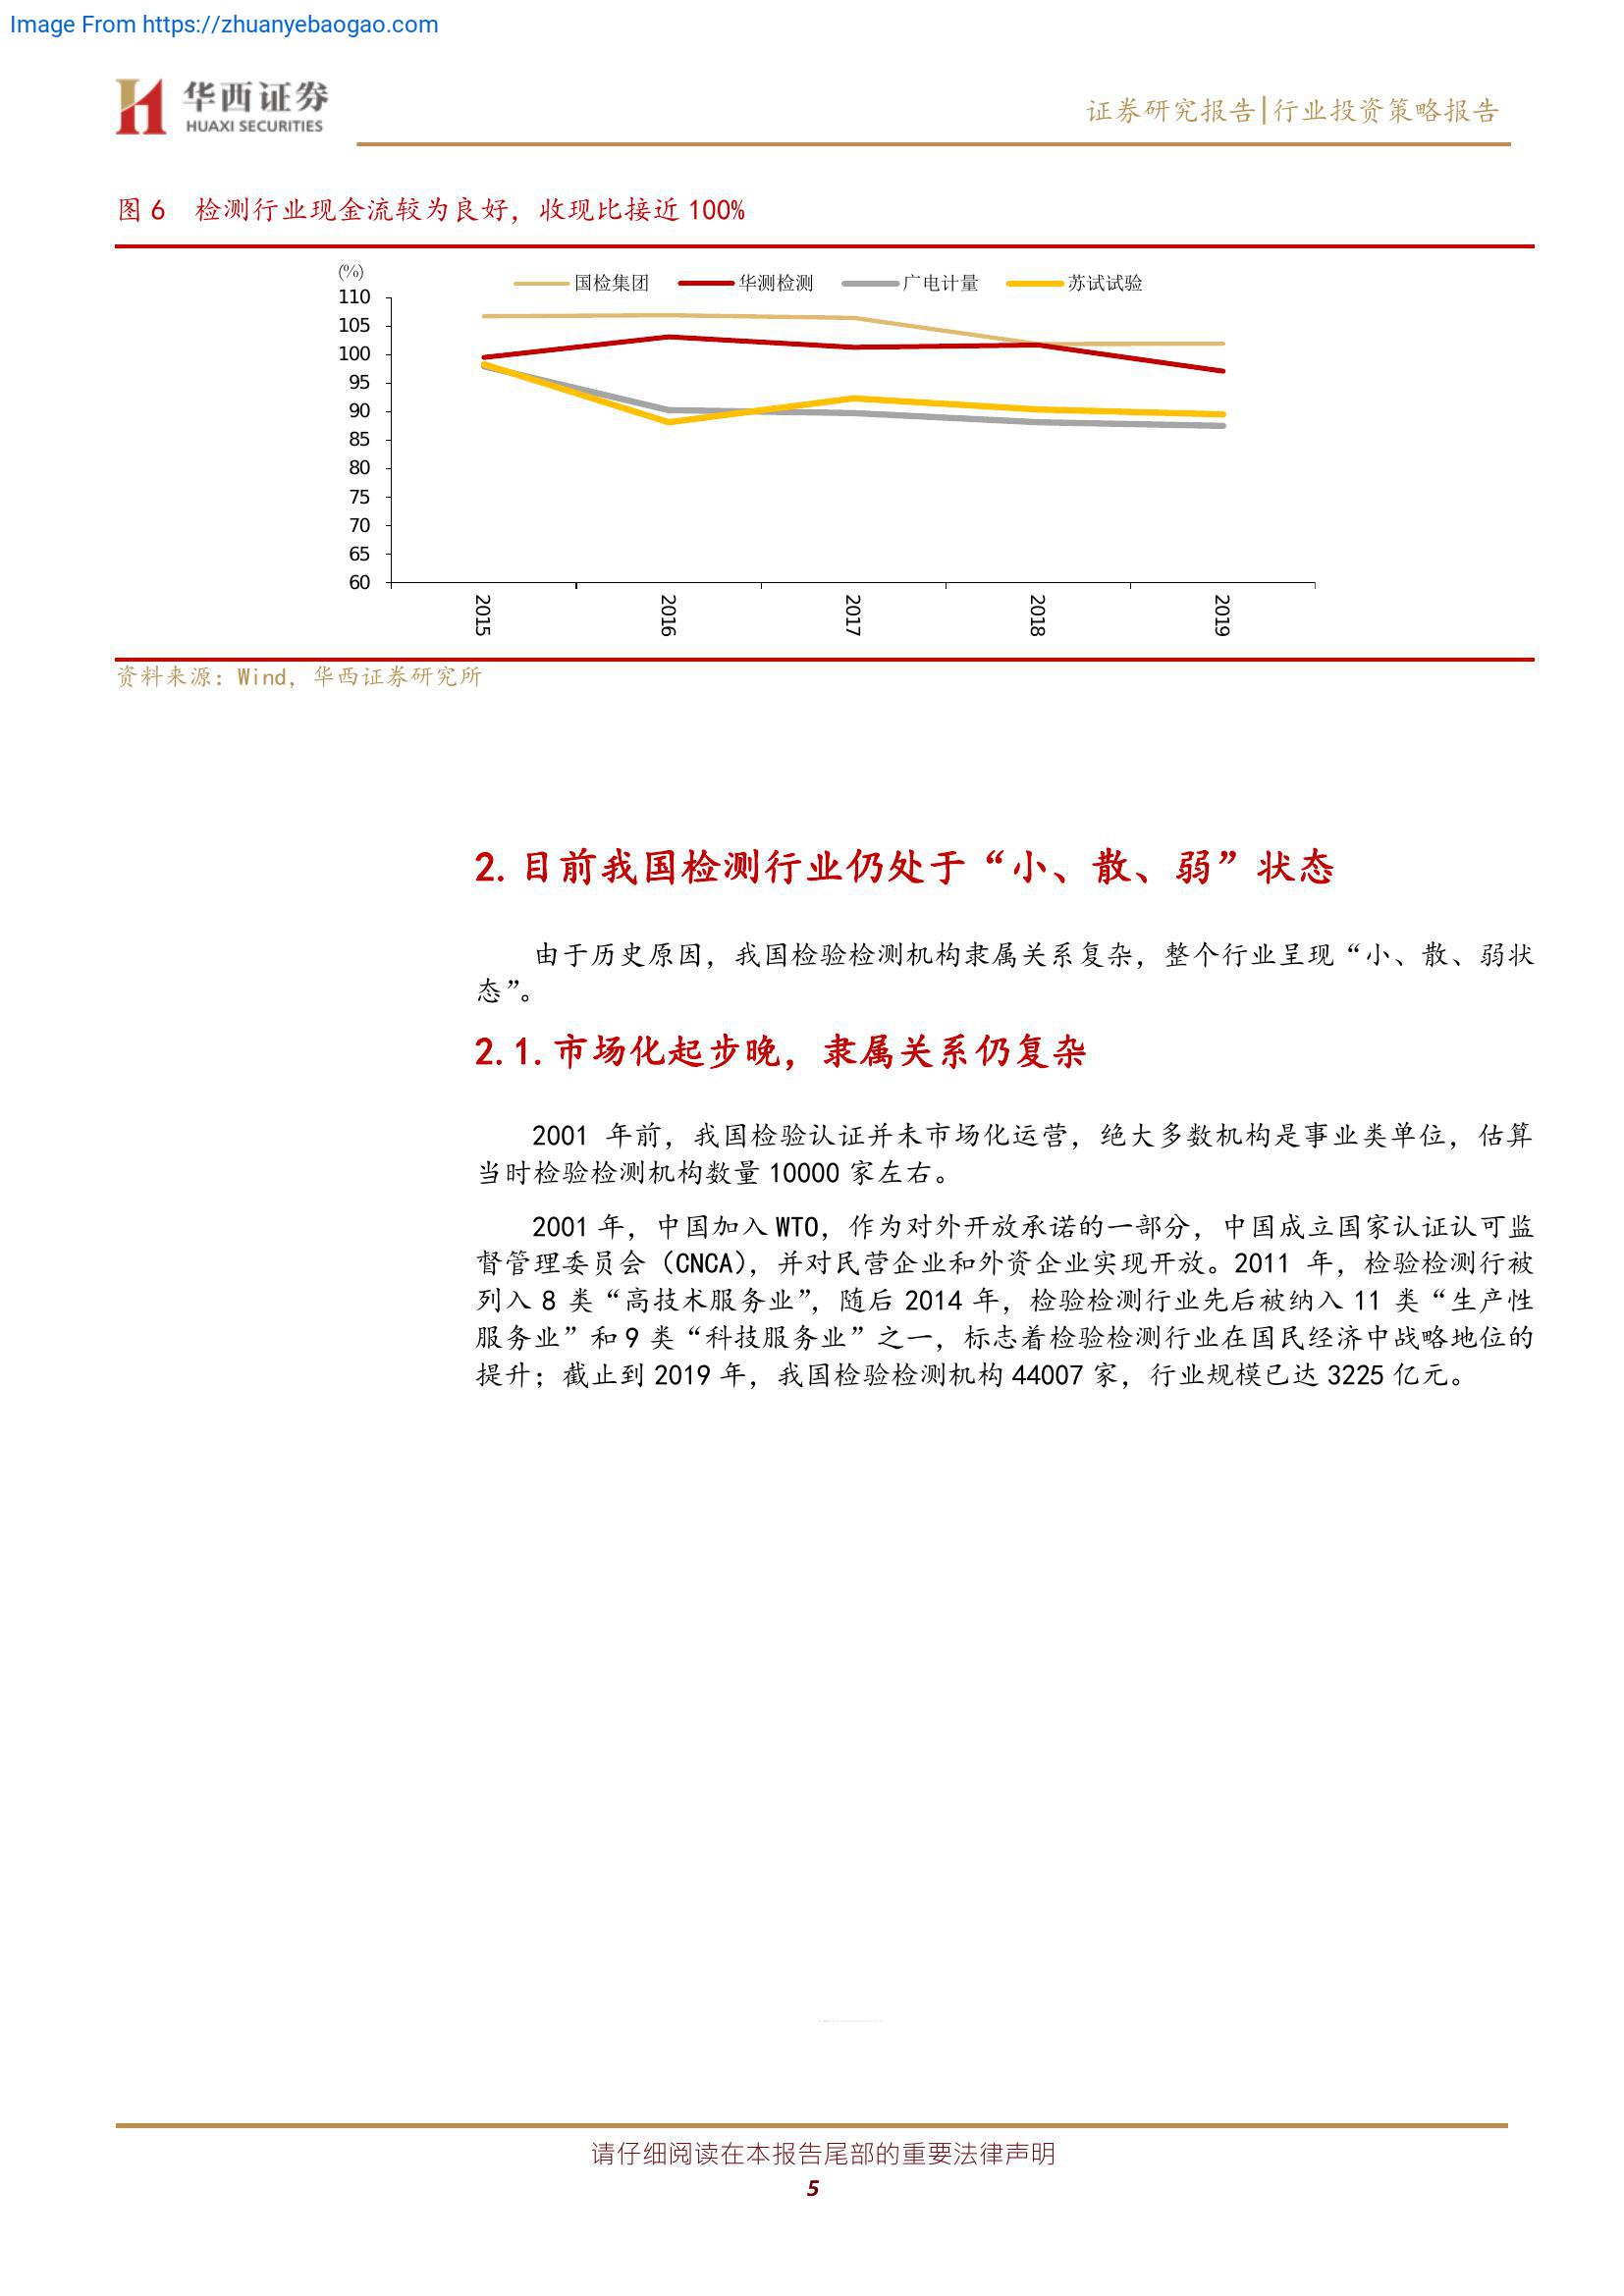 Image From https://zhuanyebaogao.com
华西证券
HUAXI SECURITIES
证券研究报告|行业投资策略报告
图 6 检测行业现金流较为良好，收现比接近 100%
(%)
国检集团 华测检测 广电计量 苏试试验
110
105
100
95
90
85
80
75
70
65
60
2015 2016 2017 2018 2019
资料来源：Wind，华西证券研究所
2. 目前我国检测行业仍处于“小、散、弱”状态
由于历史原因，我国检验检测机构隶属关系复杂，整个行业呈现“小、散、弱状
态”。
2.1. 市场化起步晚，隶属关系仍复杂
2001 年前，我国检验认证并未市场化运营，绝大多数机构是事业类单位，估算
当时检验检测机构数量 10000 家左右。
2001 年，中国加入 WTO，作为对外开放承诺的一部分，中国成立国家认证认可监
督管理委员会（CNCA），并对民营企业和外资企业实现开放。2011 年，检验检测行被
列入 8 类“高技术服务业”，随后 2014 年，检验检测行业先后被纳入 11 类“生产性
服务业”和 9 类“科技服务业”之一，标志着检验检测行业在国民经济中战略地位的
提升；截止到 2019 年，我国检验检测机构 44007 家，行业规模已达 3225 亿元。
请仔细阅读在本报告尾部的重要法律声明
5